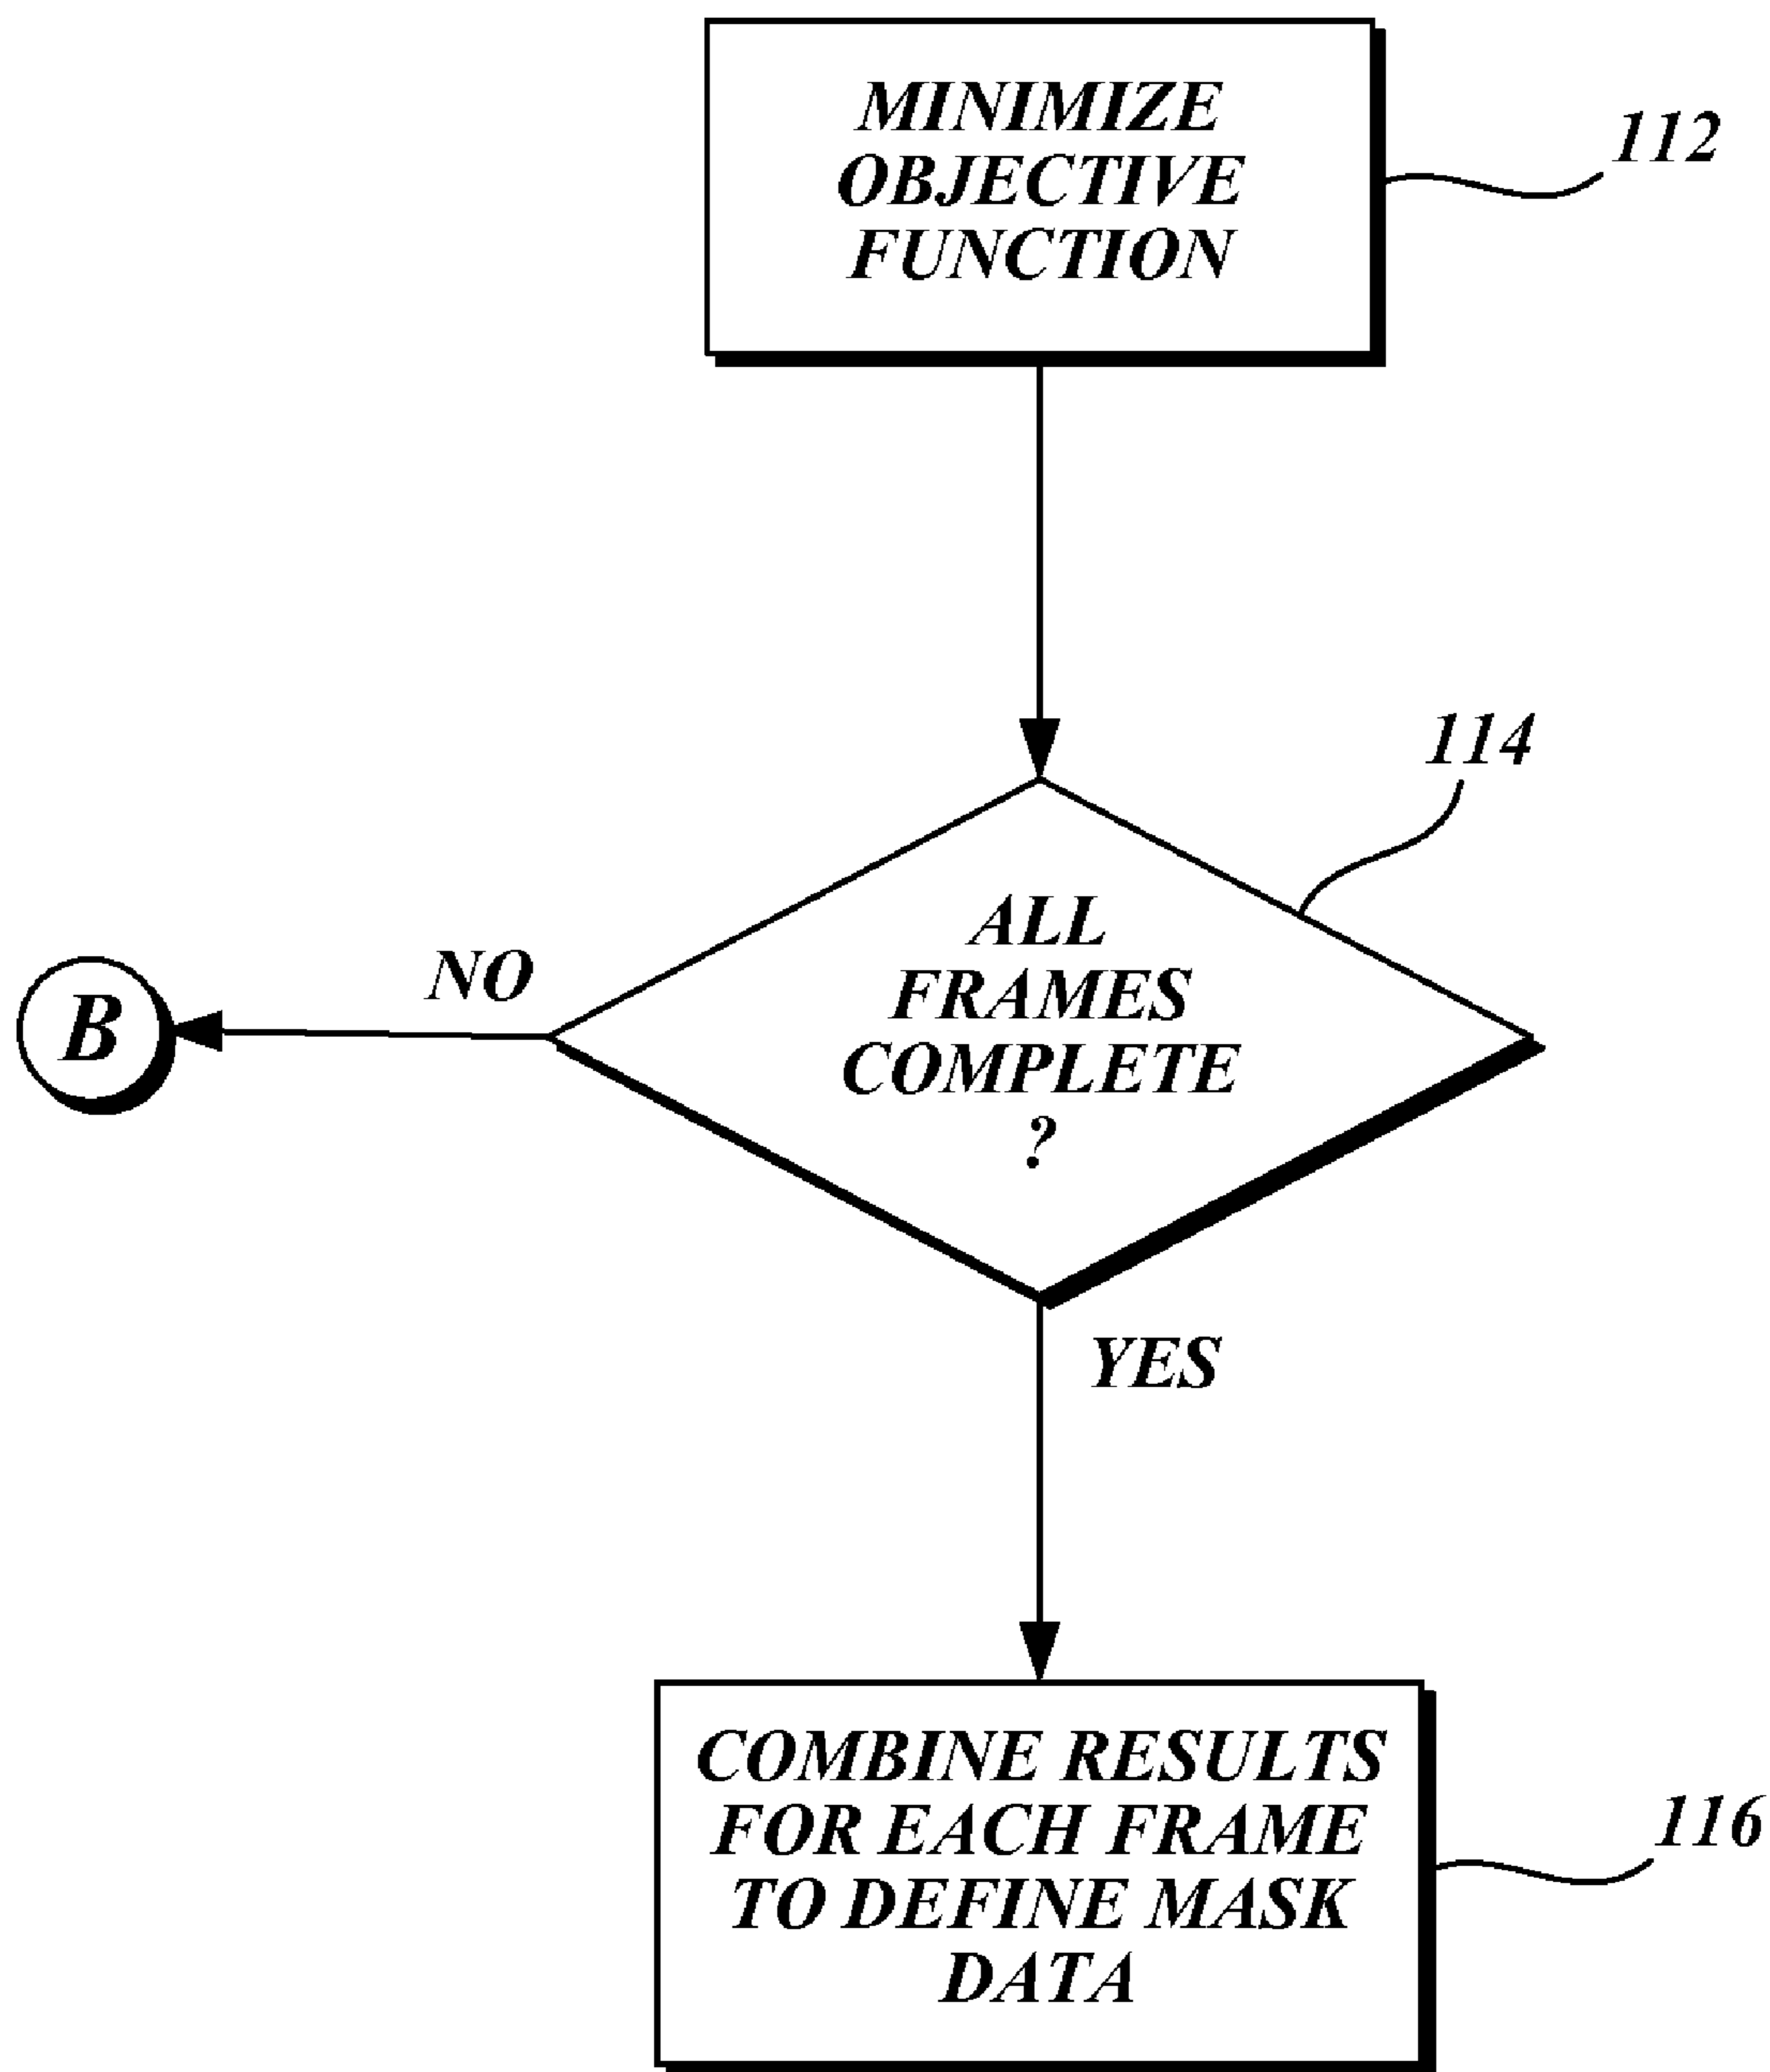 MINIMIZE
OBJECTIVE
FUNCTION
112
114
ALL
FRAMES
COMPLETE
?
NO
B
YES
COMBINE RESULTS
FOR EACH FRAME
TO DEFINE MASK
DATA
116